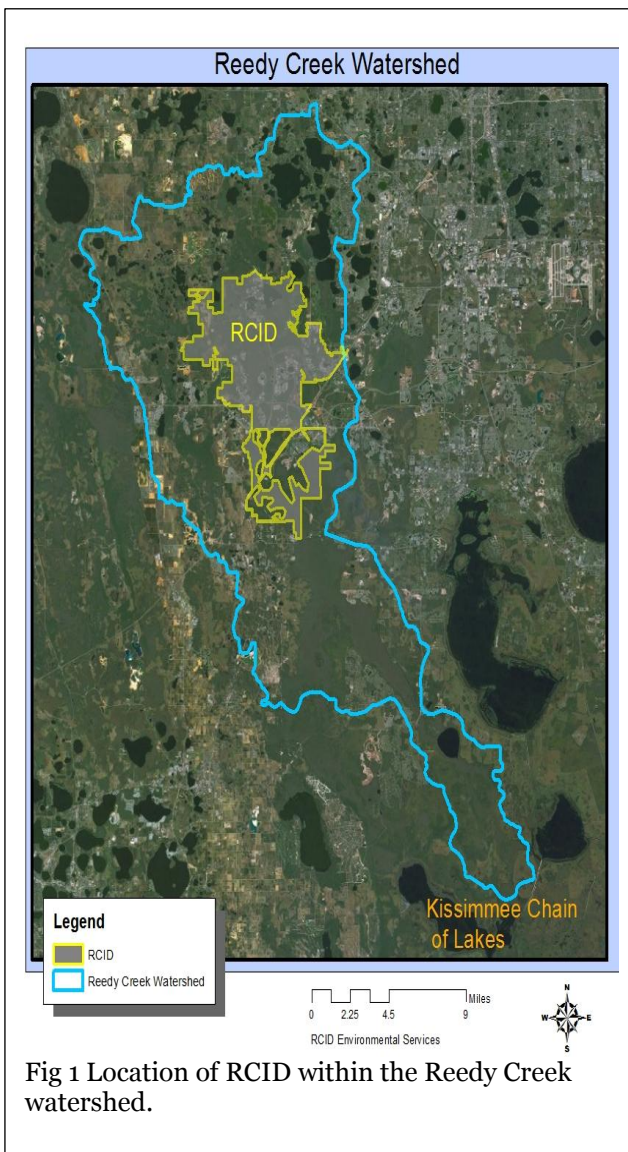 Reedy Creek Watershed
RCID
Kissimmee Chain
of Lakes
Legend
RCID
Reedy Creek Watershed
0 2.25 4.5 9 Miles
RCID Environmental Services
N
W E
S
Fig 1 Location of RCID within the Reedy Creek
watershed.